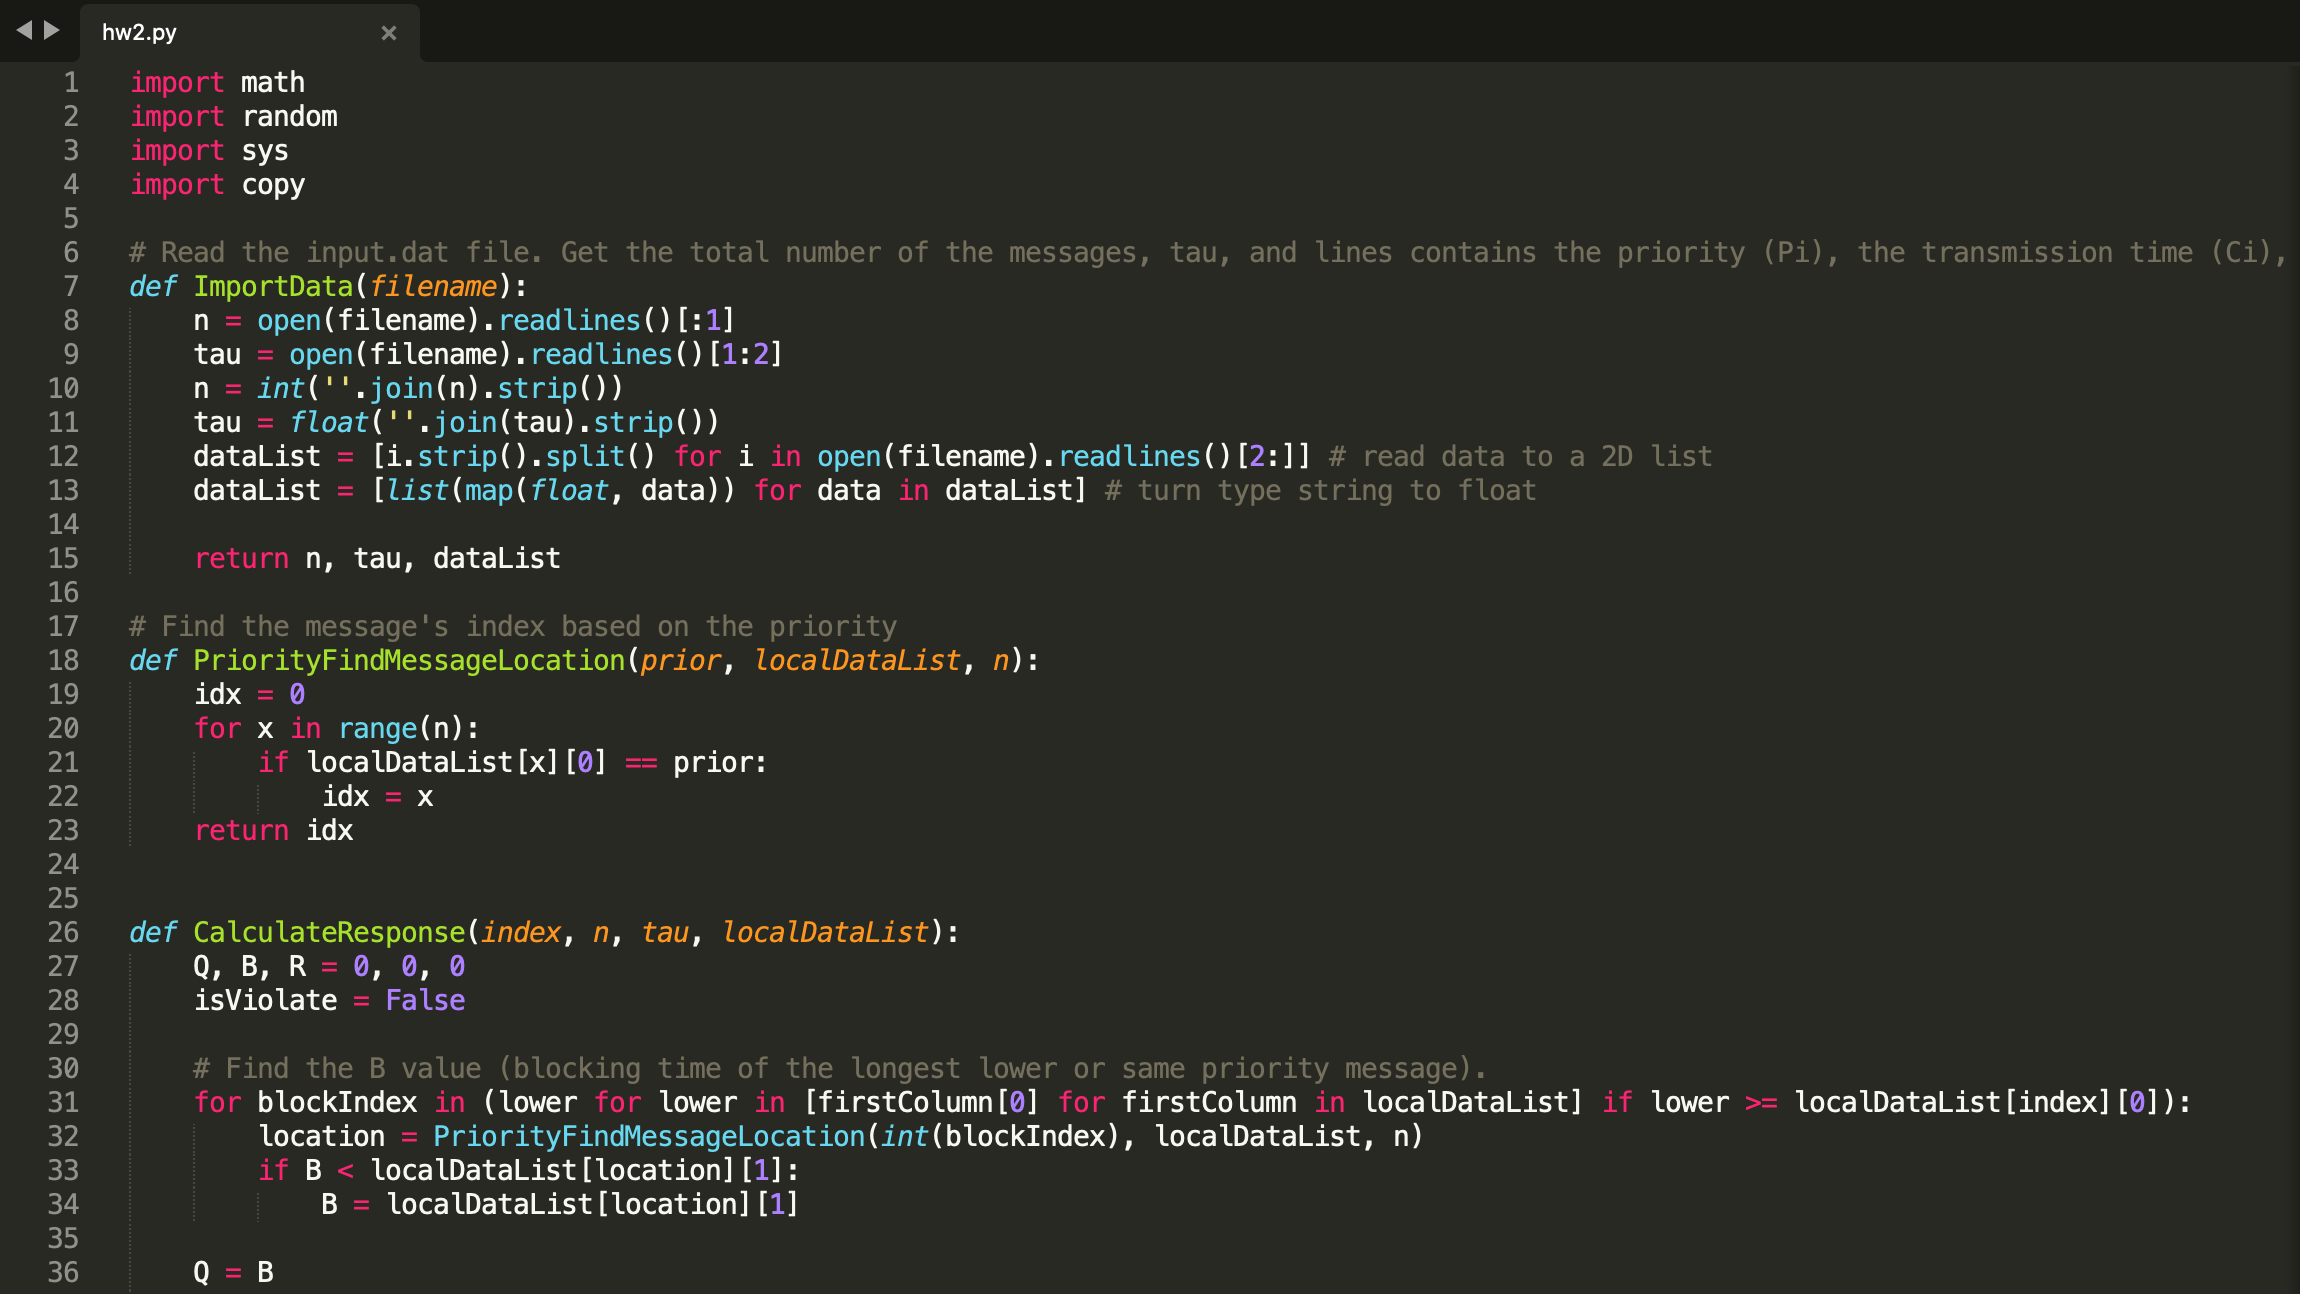 hw2.py ×
1 import math
2 import random
3 import sys
4 import copy
5
6 # Read the input.dat file. Get the total number of the messages, tau, and lines contains the priority (Pi), the transmission time (Ci),
7 def ImportData(filename):
8     n = open(filename).readlines()[:1]
9     tau = open(filename).readlines()[1:2]
10     n = int(''.join(n).strip())
11     tau = float(''.join(tau).strip())
12     dataList = [i.strip().split() for i in open(filename).readlines()[2:]] # read data to a 2D list
13     dataList = [list(map(float, data)) for data in dataList] # turn type string to float
14
15     return n, tau, dataList
16
17 # Find the message's index based on the priority
18 def PriorityFindMessageLocation(prior, localDataList, n):
19     idx = 0
20     for x in range(n):
21         if localDataList[x][0] == prior:
22             idx = x
23     return idx
24
25
26 def CalculateResponse(index, n, tau, localDataList):
27     Q, B, R = 0, 0, 0
28     isViolate = False
29
30     # Find the B value (blocking time of the longest lower or same priority message).
31     for blockIndex in (lower for lower in [firstColumn[0] for firstColumn in localDataList] if lower >= localDataList[index][0]):
32         location = PriorityFindMessageLocation(int(blockIndex), localDataList, n)
33         if B < localDataList[location][1]:
34             B = localDataList[location][1]
35
36     Q = B